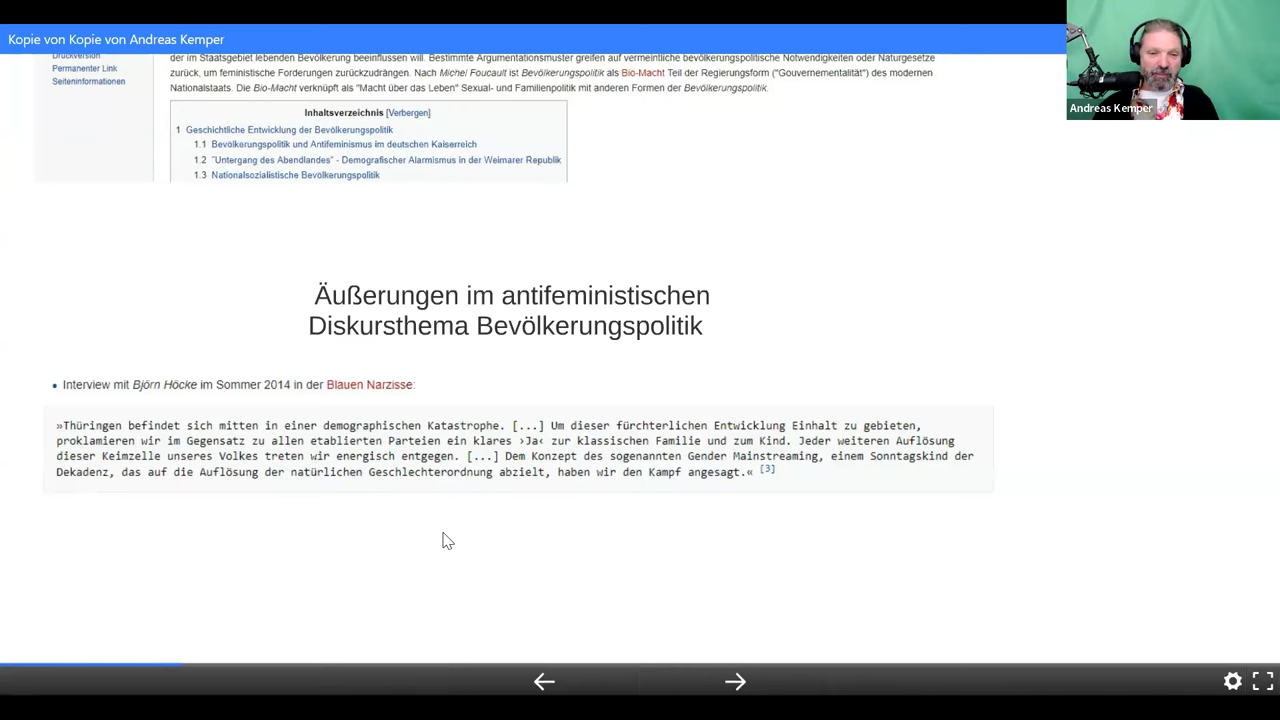 Kopie von Kopie von Andreas Kemper
Andreas Kemper
Druckversion
Permanenter Link
Seiteninformationen
der im Staatsgebiet lebenden Bevölkerung beeinflussen will. Bestimmte Argumentationsmuster greifen auf vermeintliche bevölkerungspolitische Notwendigkeiten oder Naturgesetze
zurück, um feministische Forderungen zurückzudrängen. Nach Michel Foucault ist Bevölkerungspolitik als Bio-Macht Teil der Regierungsform ("Gouvernementalität") des modernen
Nationalstaats. Die Bio-Macht verknüpft als "Macht über das Leben" Sexual- und Familienpolitik mit anderen Formen der Bevölkerungspolitik.
Inhaltsverzeichnis [Verbergen]
1 Geschichtliche Entwicklung der Bevölkerungspolitik
1.1 Bevölkerungspolitik und Antifeminismus im deutschen Kaiserreich
1.2 "Untergang des Abendlandes" - Demografischer Alarmismus in der Weimarer Republik
1.3 Nationalsozialistische Bevölkerungspolitik
Äußerungen im antifeministischen
Diskursthema Bevölkerungspolitik
• Interview mit Björn Höcke im Sommer 2014 in der Blauen Narzisse:
»Thüringen befindet sich mitten in einer demographischen Katastrophe. [...] Um dieser fürchterlichen Entwicklung Einhalt zu gebieten,
proklamieren wir im Gegensatz zu allen etablierten Parteien ein klares ›Ja‹ zur klassischen Familie und zum Kind. Jeder weiteren Auflösung
dieser Keimzelle unseres Volkes treten wir energisch entgegen. [...] Dem Konzept des sogenannten Gender Mainstreaming, einem Sonntagskind der
Dekadenz, das auf die Auflösung der natürlichen Geschlechterordnung abzielt, haben wir den Kampf angesagt.« [3]